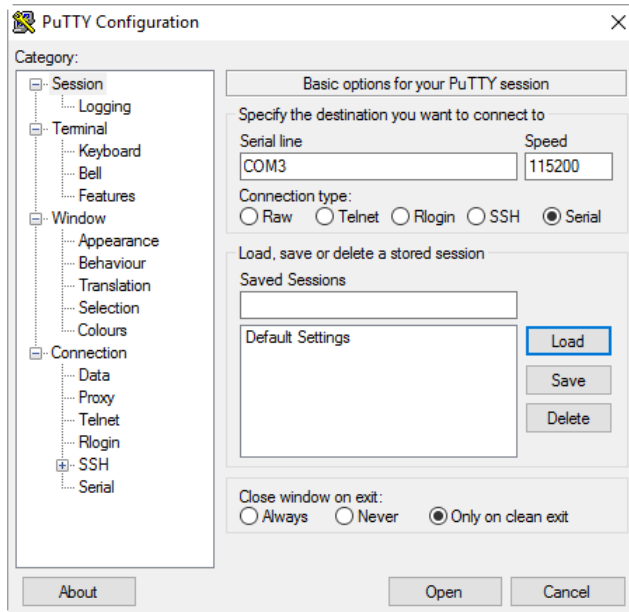 PuTTY Configuration
Category:
Session
Logging
Terminal
Keyboard
Bell
Features
Window
Appearance
Behaviour
Translation
Selection
Colours
Connection
Data
Proxy
Telnet
Rlogin
SSH
Serial
Basic options for your PuTTY session
Specify the destination you want to connect to
Serial line Speed
COM3 115200
Connection type:
Raw Telnet Rlogin SSH Serial
Load, save or delete a stored session
Saved Sessions
Default Settings
Load
Save
Delete
Close window on exit:
Always Never Only on clean exit
About Open Cancel